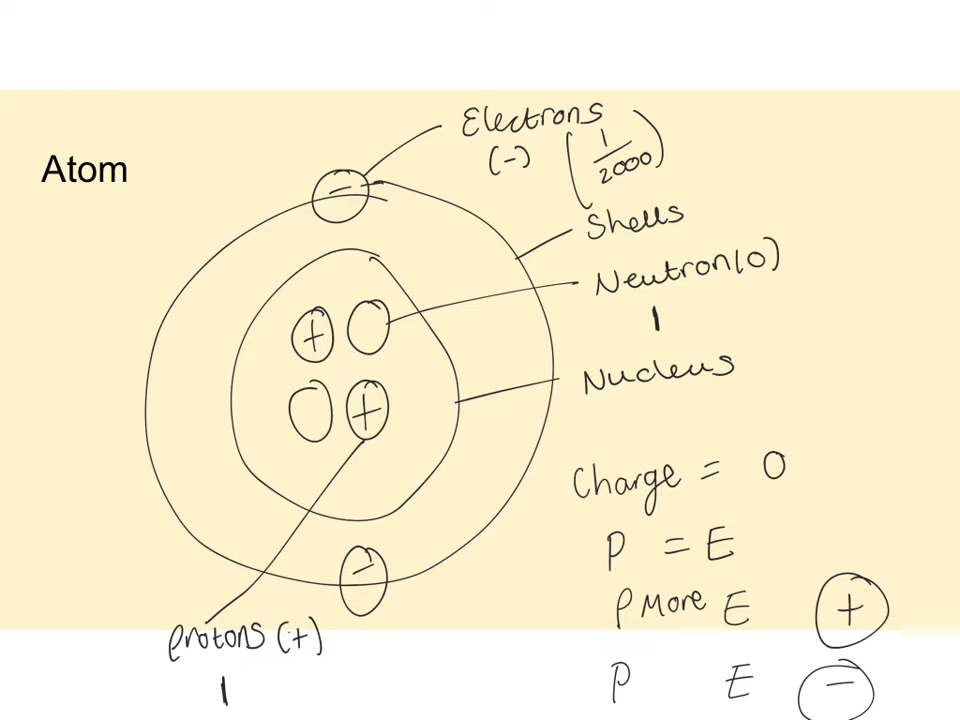 Atom
Electrons
(-) (1/2000)
Shells
Neutron (0)
1
Nucleus
+
+
-
-
Charge = 0
P = E
P More E +
P E -
Protons (+)
1